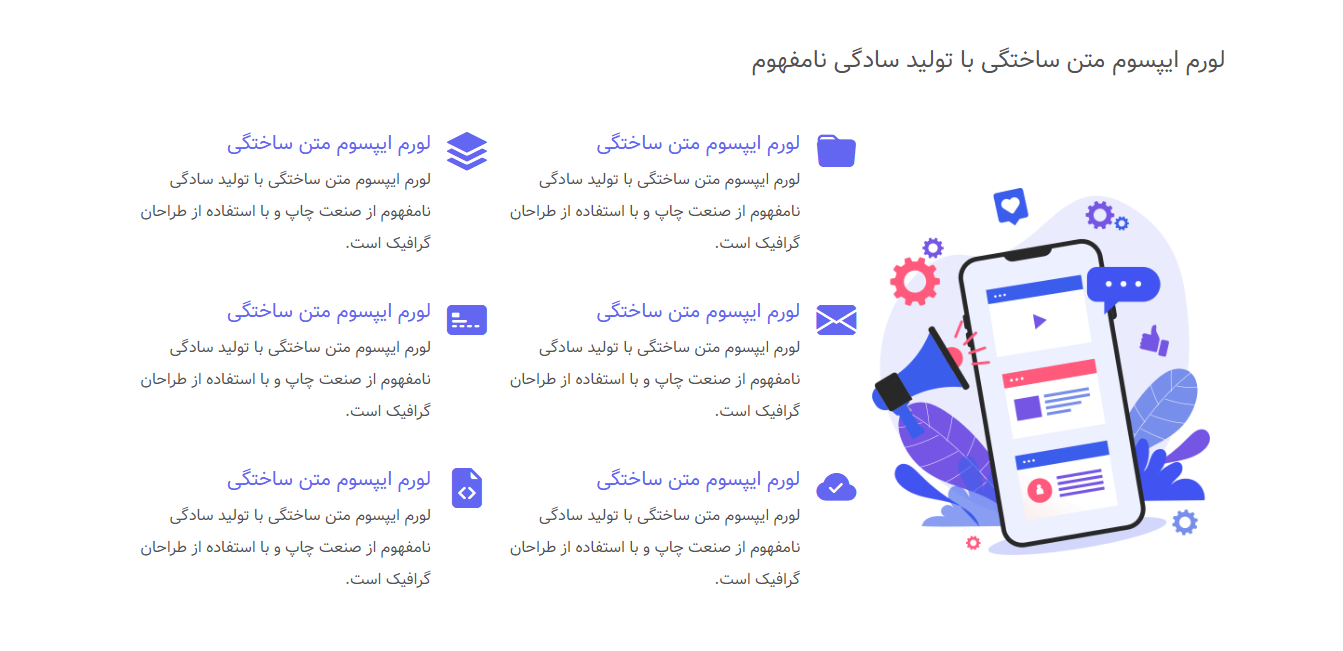 لورم ایپسوم متن ساختگی با تولید سادگی نامفهوم
لورم ایپسوم متن ساختگی
لورم ایپسوم متن ساختگی با تولید سادگی
نامفهوم از صنعت چاپ و با استفاده از طراحان
گرافیک است.
لورم ایپسوم متن ساختگی
لورم ایپسوم متن ساختگی با تولید سادگی
نامفهوم از صنعت چاپ و با استفاده از طراحان
گرافیک است.
لورم ایپسوم متن ساختگی
لورم ایپسوم متن ساختگی با تولید سادگی
نامفهوم از صنعت چاپ و با استفاده از طراحان
گرافیک است.
لورم ایپسوم متن ساختگی
لورم ایپسوم متن ساختگی با تولید سادگی
نامفهوم از صنعت چاپ و با استفاده از طراحان
گرافیک است.
لورم ایپسوم متن ساختگی
لورم ایپسوم متن ساختگی با تولید سادگی
نامفهوم از صنعت چاپ و با استفاده از طراحان
گرافیک است.
لورم ایپسوم متن ساختگی
لورم ایپسوم متن ساختگی با تولید سادگی
نامفهوم از صنعت چاپ و با استفاده از طراحان
گرافیک است.